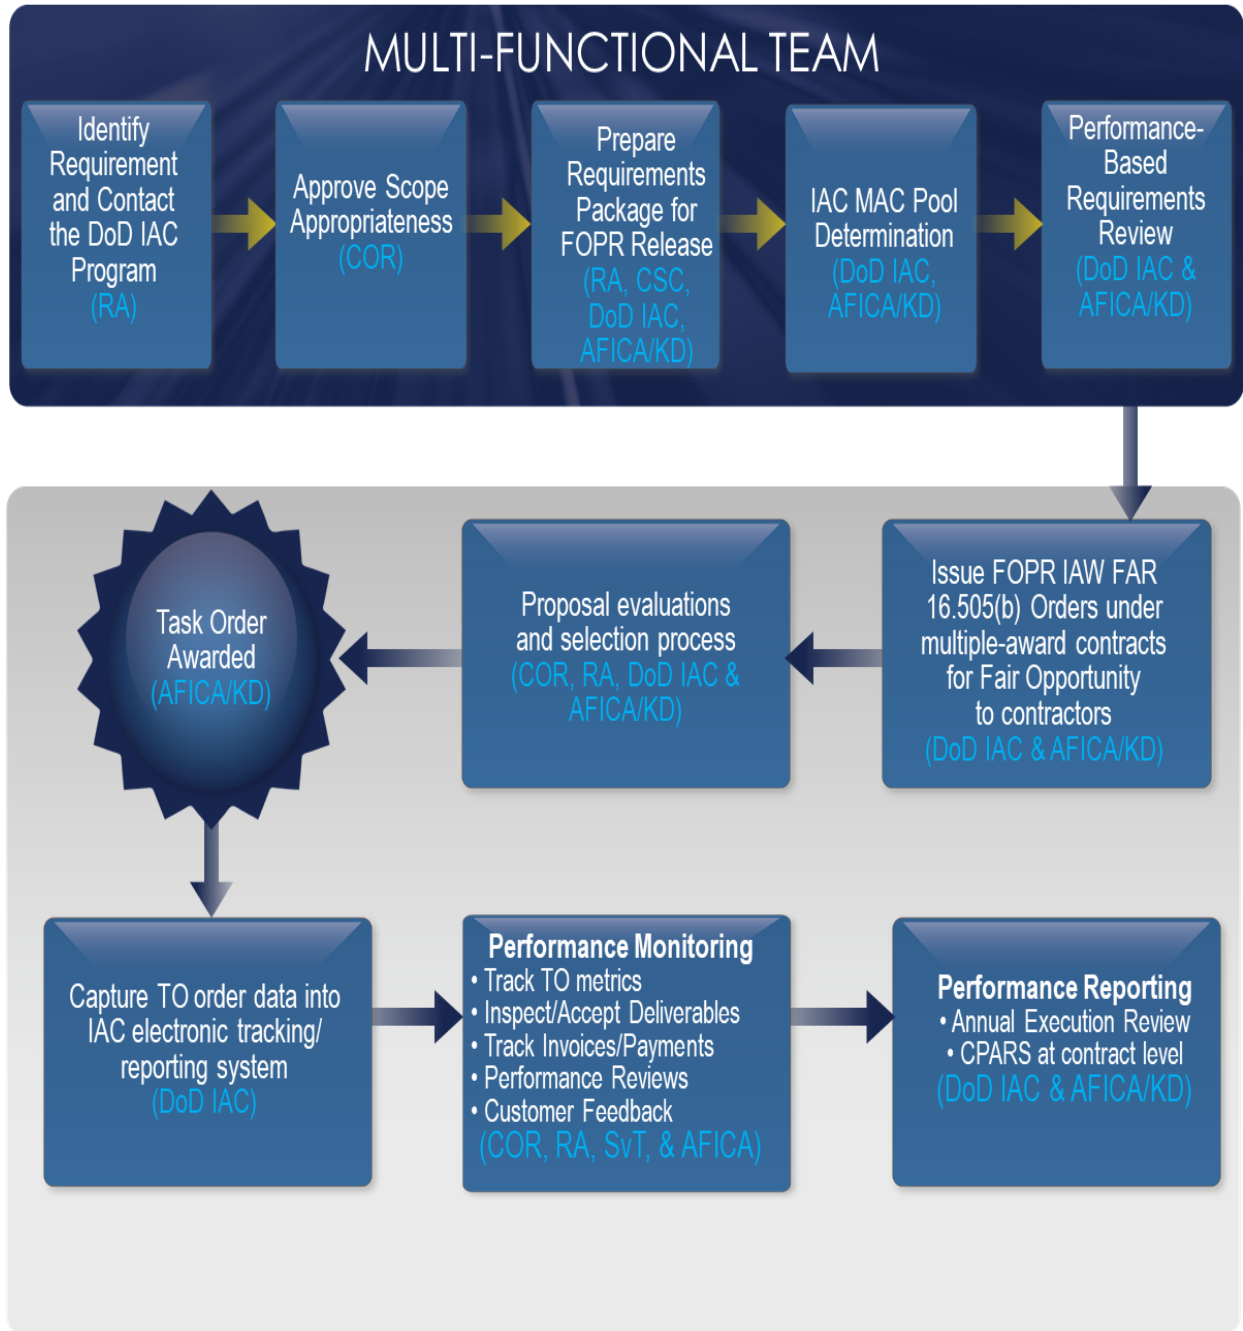 MULTI-FUNCTIONAL TEAM
Identify
Requirement
and Contact
the DoD IAC
Program
(RA)
Approve Scope
Appropriateness
(COR)
Prepare
Requirements
Package for
FOPR Release
(RA, CSC,
DoD IAC,
AFICA/KD)
IAC MAC Pool
Determination
(DoD IAC,
AFICA/KD)
Performance-
Based
Requirements
Review
(DoD IAC &
AFICA/KD)
Issue FOPR IAW FAR
16.505(b) Orders under
multiple-award contracts
for Fair Opportunity
to contractors
(DoD IAC & AFICA/KD)
Proposal evaluations
and selection process
(COR, RA, DoD IAC &
AFICA/KD)
Task Order
Awarded
(AFICA/KD)
Capture TO order data into
IAC electronic tracking/
reporting system
(DoD IAC)
Performance Monitoring
• Track TO metrics
• Inspect/Accept Deliverables
• Track Invoices/Payments
• Performance Reviews
• Customer Feedback
(COR, RA, SvT, & AFICA)
Performance Reporting
• Annual Execution Review
• CPARS at contract level
(DoD IAC & AFICA/KD)